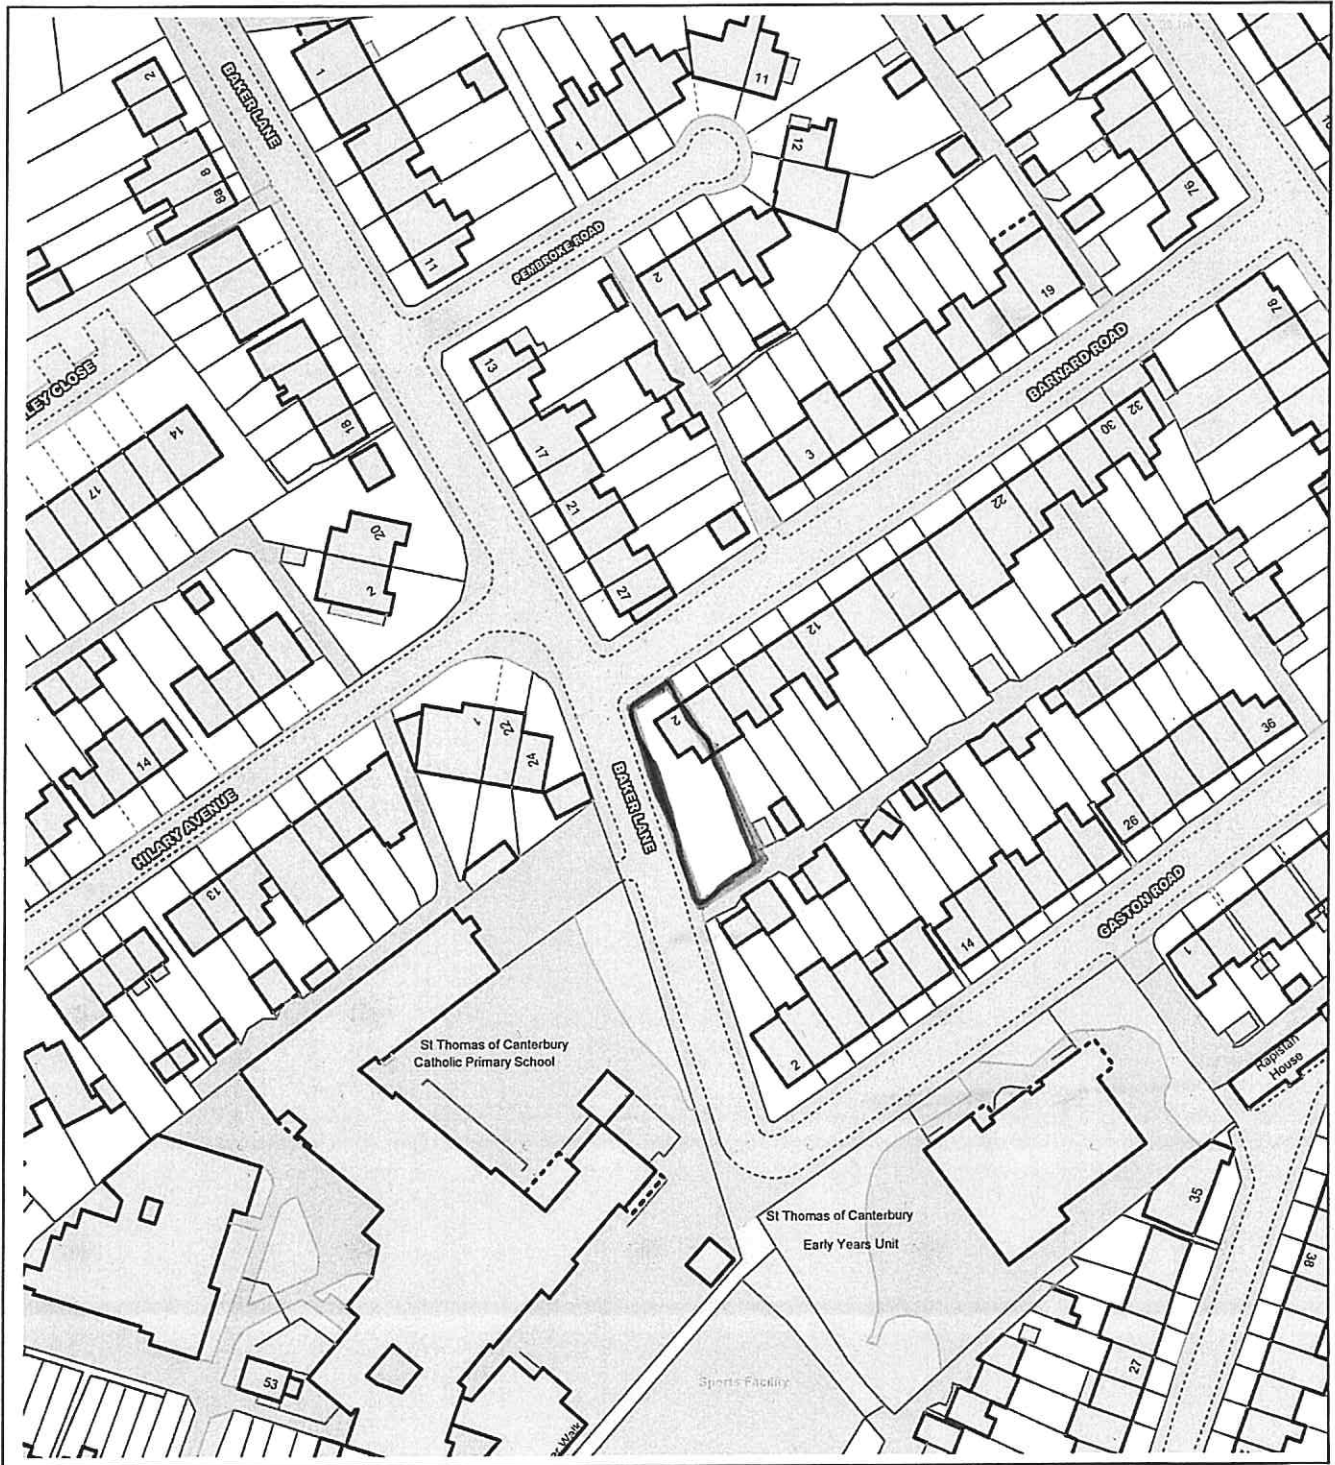 BAKER LANE
2
8
8a
1
11
1
11
12
76
PEMBROKE ROAD
2
19
78
BARNARD ROAD
LEY CLOSE
18
14
17
13
17
21
27
3
32
30
22
12
20
2
2
14
HILARY AVENUE
13
22
24
BAKER LANE
36
26
14
2
GASTON ROAD
1
St Thomas of Canterbury
Catholic Primary School
Rapistan
House
St Thomas of Canterbury
Early Years Unit
35
38
27
53
Sports Facility
Walk